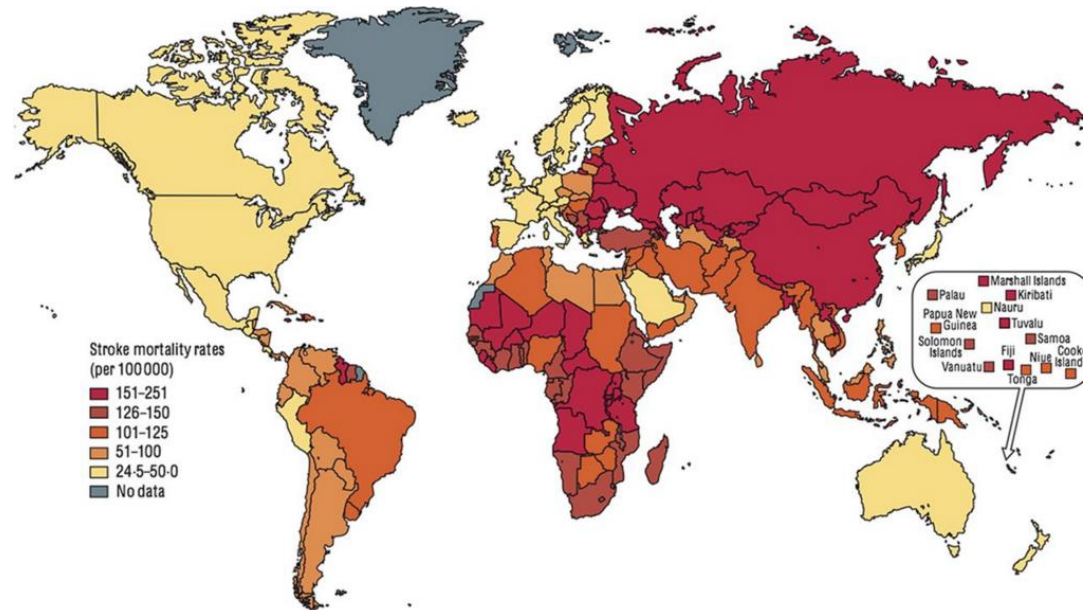 Stroke mortality rates
(per 100 000)
151–251
126–150
101–125
51–100
24·5–50·0
No data
Marshall Islands
Palau
Kiribati
Nauru
Papua New
Guinea
Tuvalu
Solomon
Islands
Samoa
Vanuatu
Fiji
Tonga
Niue
Cook
Islands